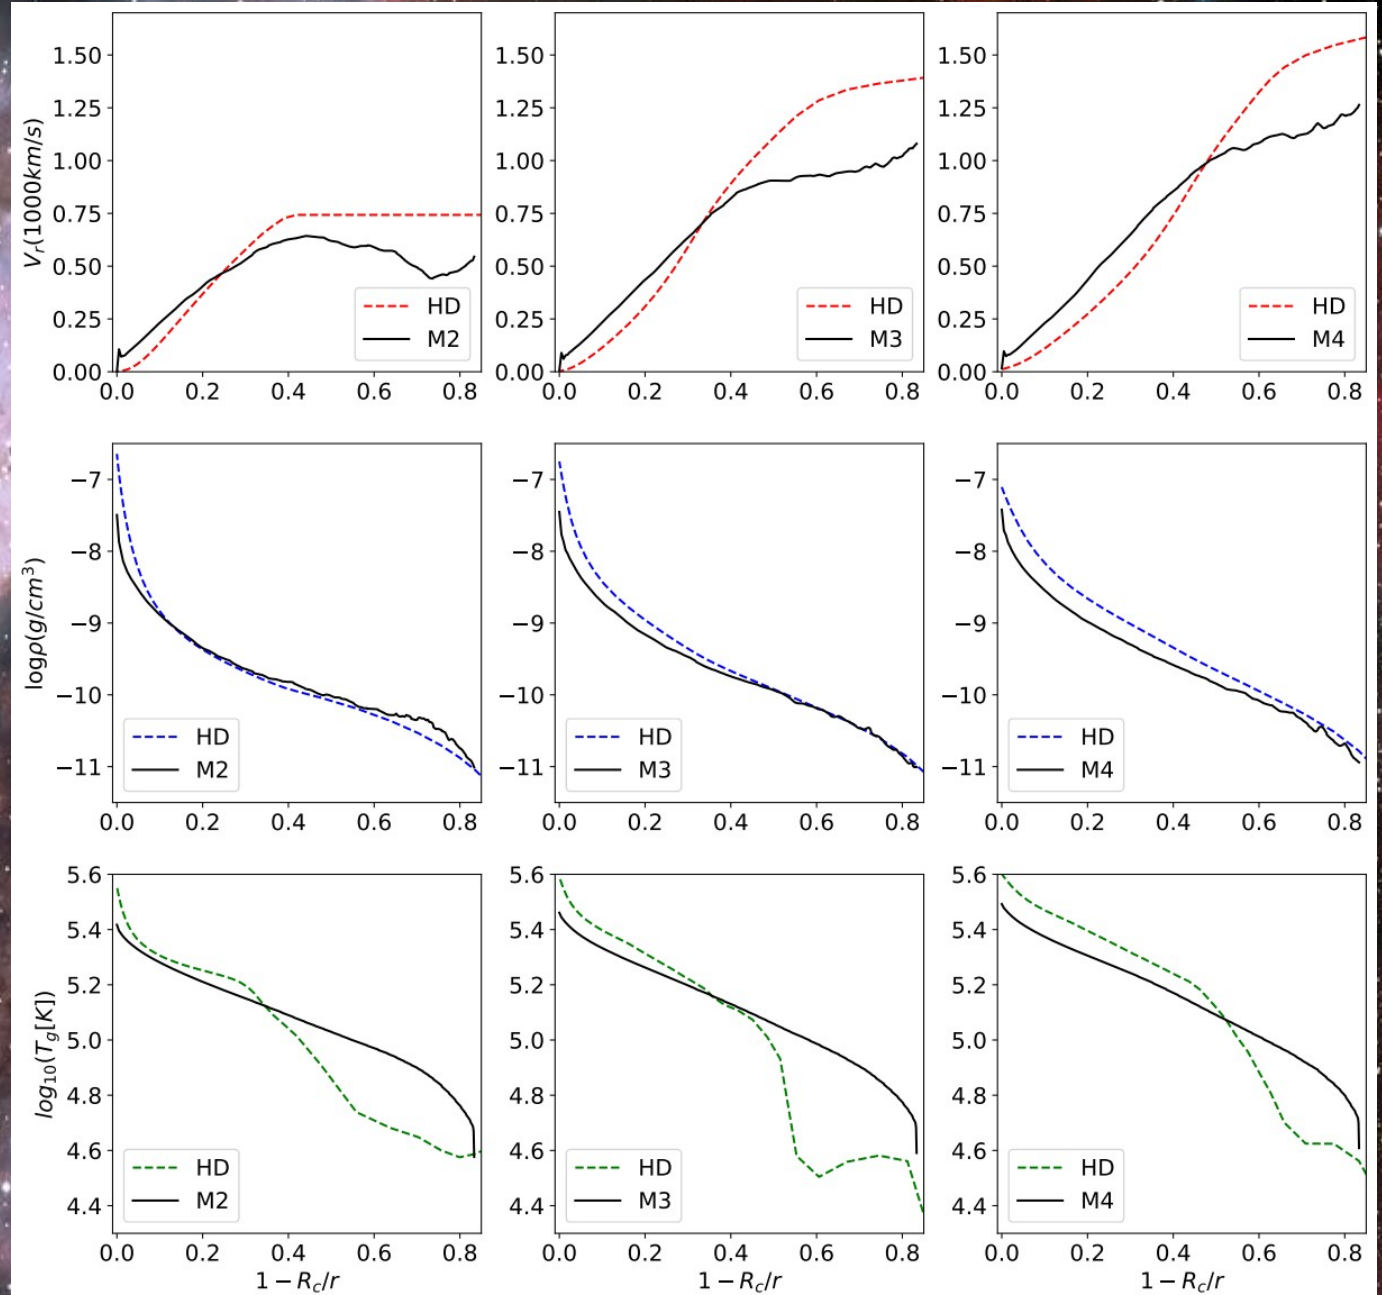 V_r(1000km/s)
1.50 1.50 1.50
1.25 1.25 1.25
1.00 1.00 1.00
0.75 0.75 0.75
0.50 0.50 0.50
0.25 0.25 0.25
0.00 0.00 0.00
HD HD HD
M2 M3 M4
0.0 0.2 0.4 0.6 0.8 0.0 0.2 0.4 0.6 0.8 0.0 0.2 0.4 0.6 0.8
logρ(g/cm³)
−7 −7 −7
−8 −8 −8
−9 −9 −9
−10 −10 −10
−11 −11 −11
HD HD HD
M2 M3 M4
0.0 0.2 0.4 0.6 0.8 0.0 0.2 0.4 0.6 0.8 0.0 0.2 0.4 0.6 0.8
log₁₀(T_g[K])
5.6 5.6 5.6
5.4 5.4 5.4
5.2 5.2 5.2
5.0 5.0 5.0
4.8 4.8 4.8
4.6 4.6 4.6
4.4 4.4 4.4
HD HD HD
M2 M3 M4
0.0 0.2 0.4 0.6 0.8 0.0 0.2 0.4 0.6 0.8 0.0 0.2 0.4 0.6 0.8
1 − R_c/r 1 − R_c/r 1 − R_c/r